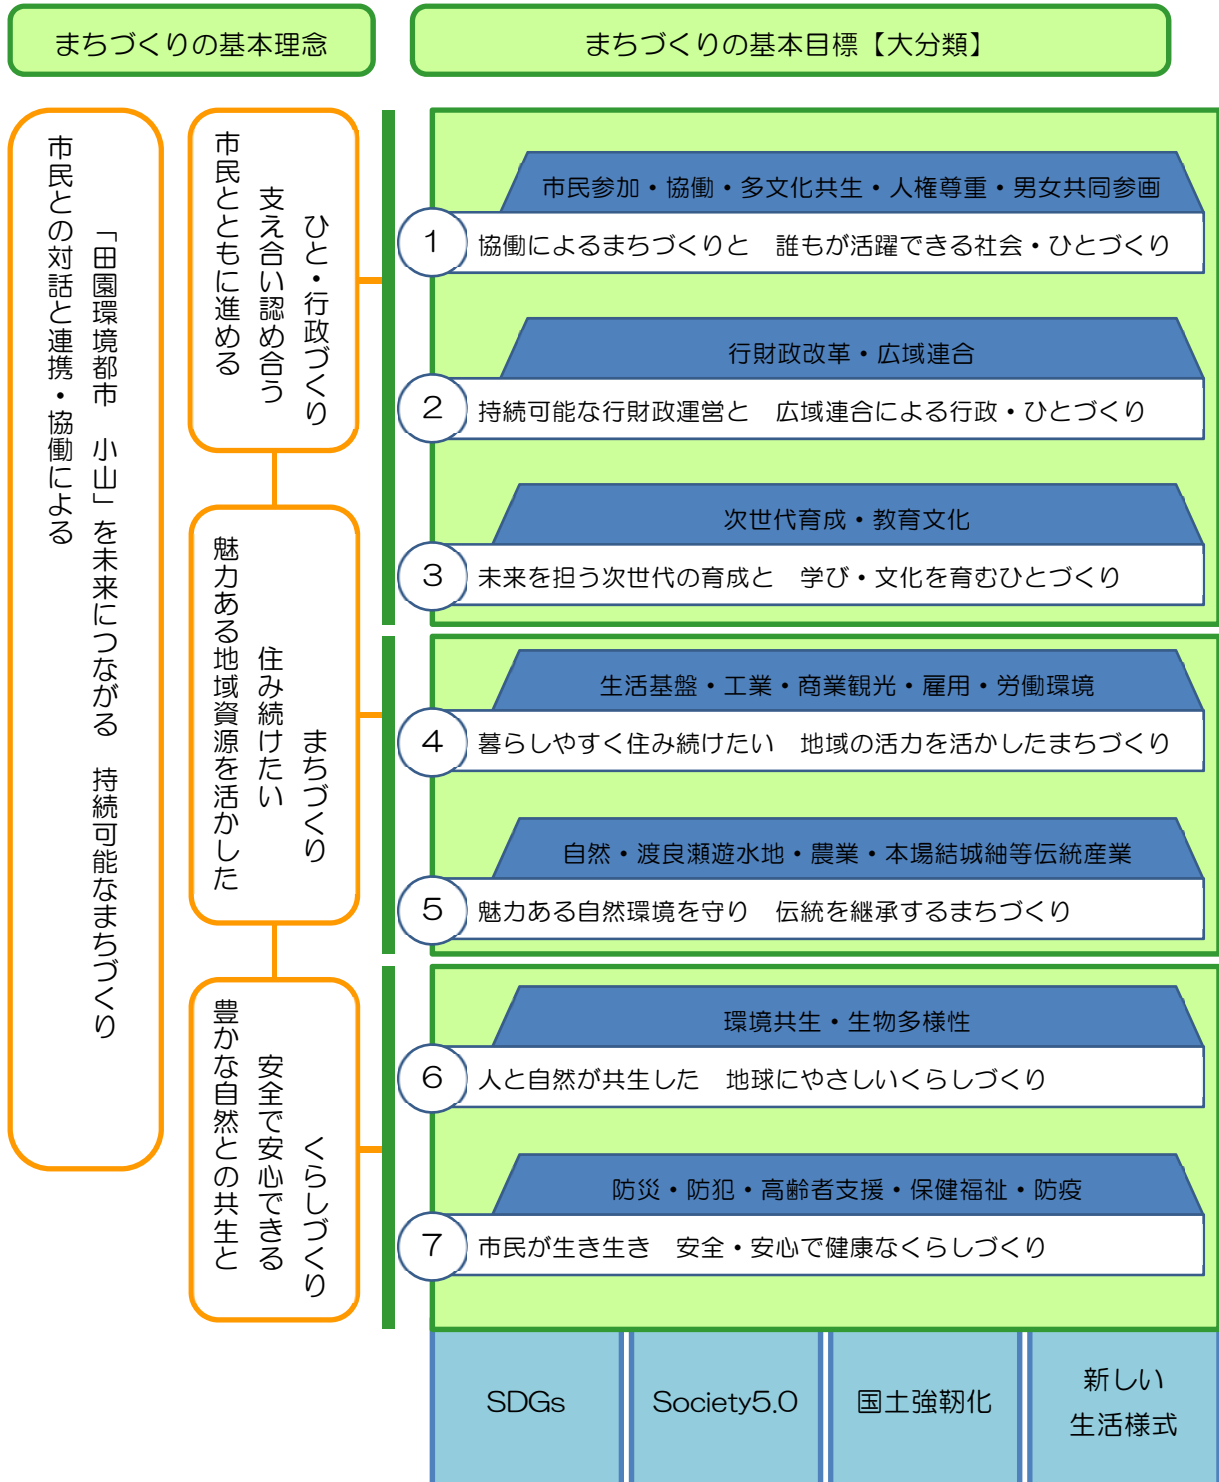 まちづくりの基本理念
まちづくりの基本目標【大分類】
市民との対話と連携・協働による
「田園環境都市　小山」を未来につながる　持続可能なまちづくり
市民とともに進める
支え合い認め合う
ひと・行政づくり
魅力ある地域資源を活かした
住み続けたい
まちづくり
豊かな自然との共生と
安全で安心できる
くらしづくり
市民参加・協働・多文化共生・人権尊重・男女共同参画
1 協働によるまちづくりと　誰もが活躍できる社会・ひとづくり
行財政改革・広域連合
2 持続可能な行財政運営と　広域連合による行政・ひとづくり
次世代育成・教育文化
3 未来を担う次世代の育成と　学び・文化を育むひとづくり
生活基盤・工業・商業観光・雇用・労働環境
4 暮らしやすく住み続けたい　地域の活力を活かしたまちづくり
自然・渡良瀬遊水地・農業・本場結城紬等伝統産業
5 魅力ある自然環境を守り　伝統を継承するまちづくり
環境共生・生物多様性
6 人と自然が共生した　地球にやさしいくらしづくり
防災・防犯・高齢者支援・保健福祉・防疫
7 市民が生き生き　安全・安心で健康なくらしづくり
SDGs
Society5.0
国土強靭化
新しい
生活様式